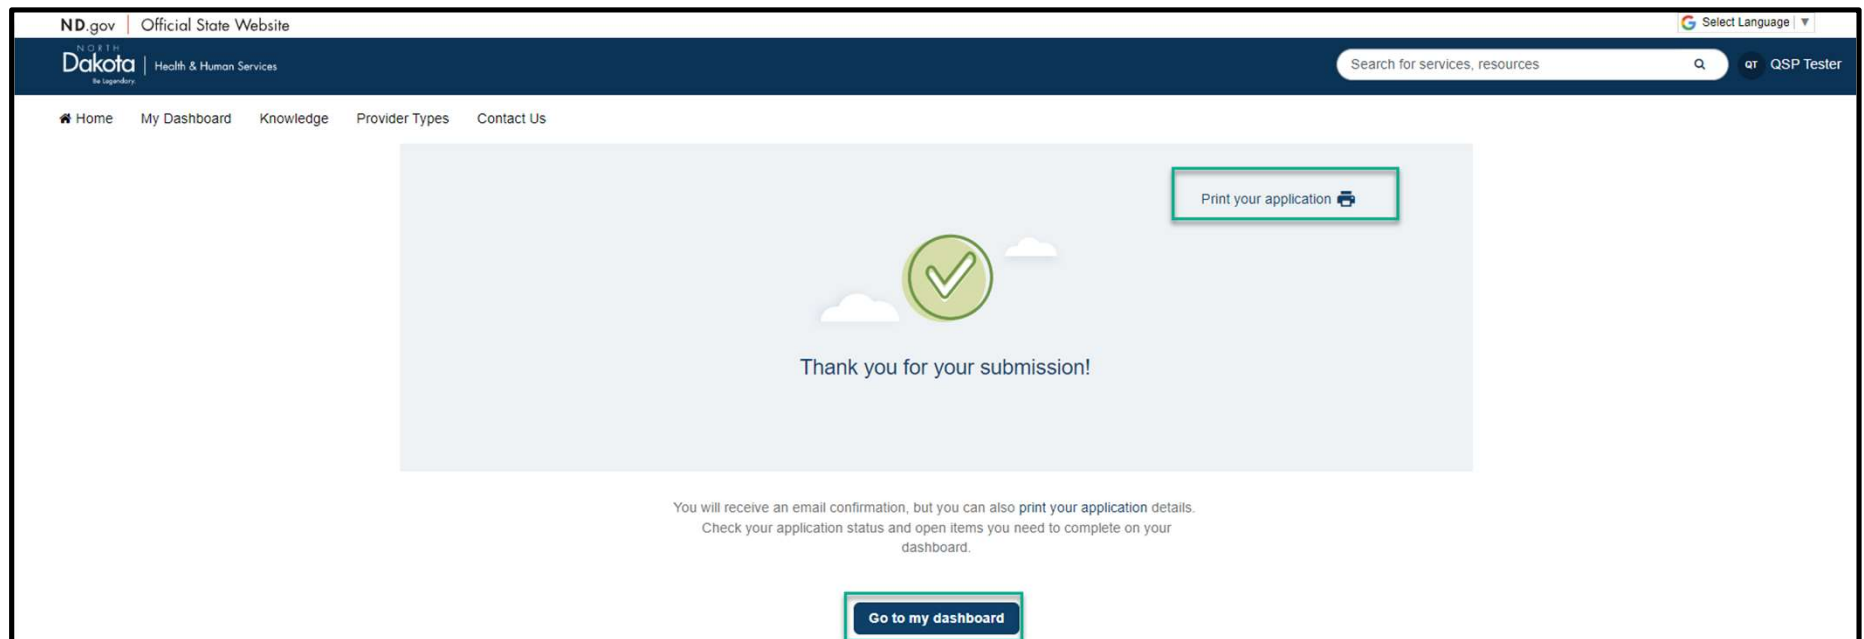 ND.gov | Official State Website
Select Language | ▼
NORTH
Dakota | Health & Human Services
Be Legendary.
Search for services, resources
QT QSP Tester
Home My Dashboard Knowledge Provider Types Contact Us
Print your application
Thank you for your submission!
You will receive an email confirmation, but you can also print your application details.
Check your application status and open items you need to complete on your
dashboard.
Go to my dashboard